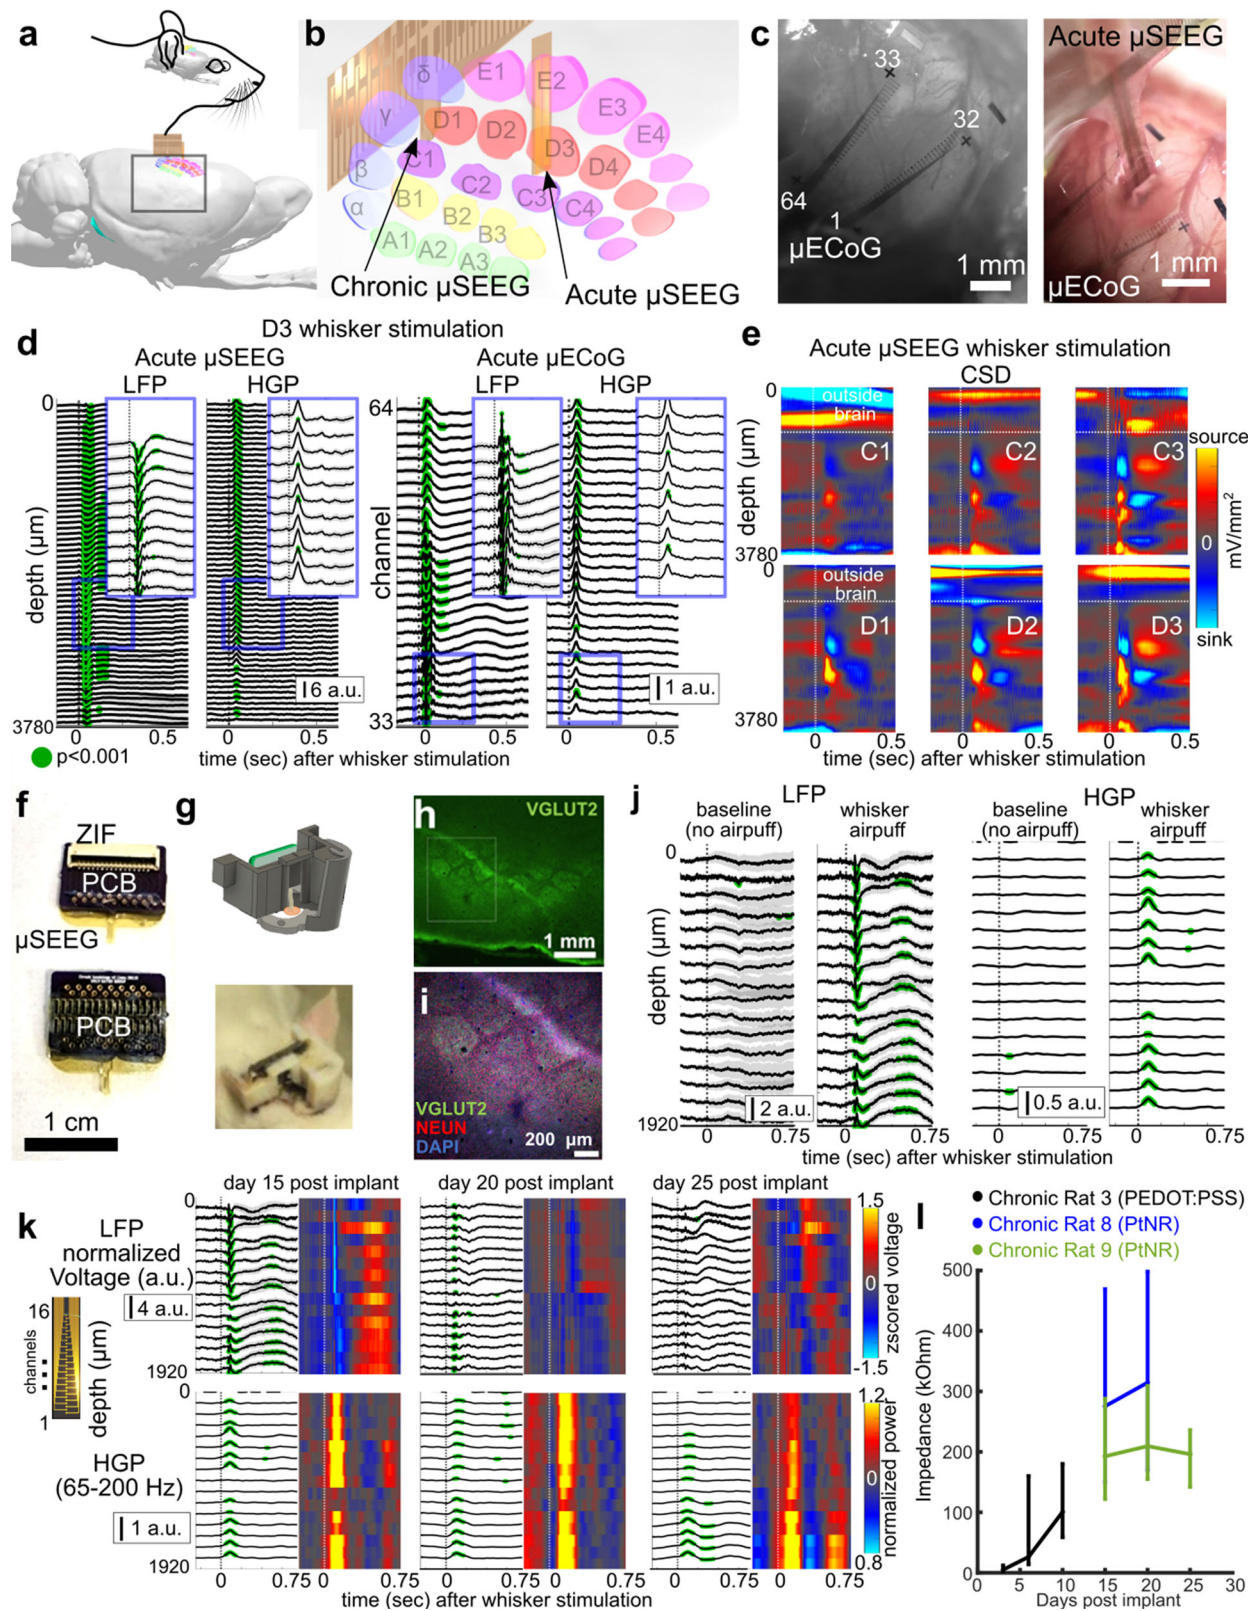 a
b
δ
E1
E2
E3
E4
γ
D1
D2
D3
D4
β
C1
C2
C3
C4
α
B1
B2
B3
A1
A2
A3
Chronic µSEEG
Acute µSEEG
c
33
32
64
1
µECoG
1 mm
Acute µSEEG
µECoG
1 mm
d
D3 whisker stimulation
Acute µSEEG
LFP
HGP
Acute µECoG
LFP
HGP
0
depth (µm)
3780
64
channel
33
6 a.u.
1 a.u.
0
0.5
0
0.5
0
0.5
0
0.5
p<0.001
time (sec) after whisker stimulation
e
Acute µSEEG whisker stimulation
CSD
0
outside
brain
C1
C2
C3
depth (µm)
3780
0
outside
brain
D1
D2
D3
3780
source
0
sink
mV/mm²
0
0.5
0
0.5
0
0.5
time (sec) after whisker stimulation
f
ZIF
PCB
µSEEG
PCB
1 cm
g
h
VGLUT2
1 mm
i
VGLUT2
NEUN
DAPI
200 µm
j
LFP
HGP
baseline
(no airpuff)
whisker
airpuff
baseline
(no airpuff)
whisker
airpuff
0
depth (µm)
1920
2 a.u.
0.5 a.u.
0
0.75
0
0.75
0
0.75
0
0.75
time (sec) after whisker stimulation
k
day 15 post implant
day 20 post implant
day 25 post implant
LFP
normalized
Voltage (a.u.)
4 a.u.
0
1920
16
channels
1
depth (µm)
1.5
0
-1.5
zscored voltage
HGP
(65-200 Hz)
1 a.u.
0
1920
1.2
0
0.8
normalized power
0
0.75
0
0.75
0
0.75
time (sec) after whisker stimulation
l
Chronic Rat 3 (PEDOT:PSS)
Chronic Rat 8 (PtNR)
Chronic Rat 9 (PtNR)
500
400
300
200
100
0
Impedance (kOhm)
0
5
10
15
20
25
30
Days post implant